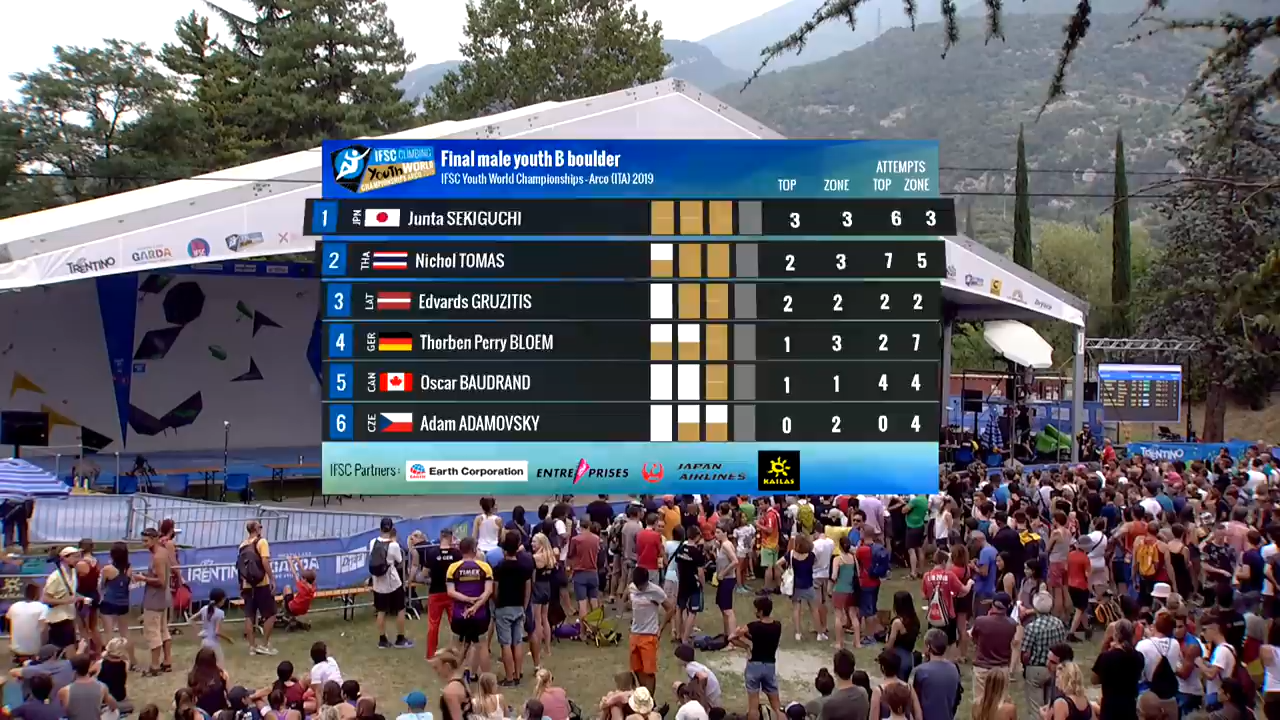 IFSC CLIMBING
YOUTH WORLD
CHAMPIONSHIPS ARCO 2019
Final male youth B boulder
IFSC Youth World Championships - Arco (ITA) 2019
ATTEMPTS
TOP ZONE TOP ZONE
1 JPN Junta SEKIGUCHI 3 3 6 3
2 THA Nichol TOMAS 2 3 7 5
3 LAT Edvards GRUZITIS 2 2 2 2
4 GER Thorben Perry BLOEM 1 3 2 7
5 CAN Oscar BAUDRAND 1 1 4 4
6 CZE Adam ADAMOVSKY 0 2 0 4
IFSC Partners: Earth Corporation ENTRE PRISES JAPAN AIRLINES KAILAS
TRENTINO GARDA
TRENTINO
TRENTINO GARDA
TIMEX